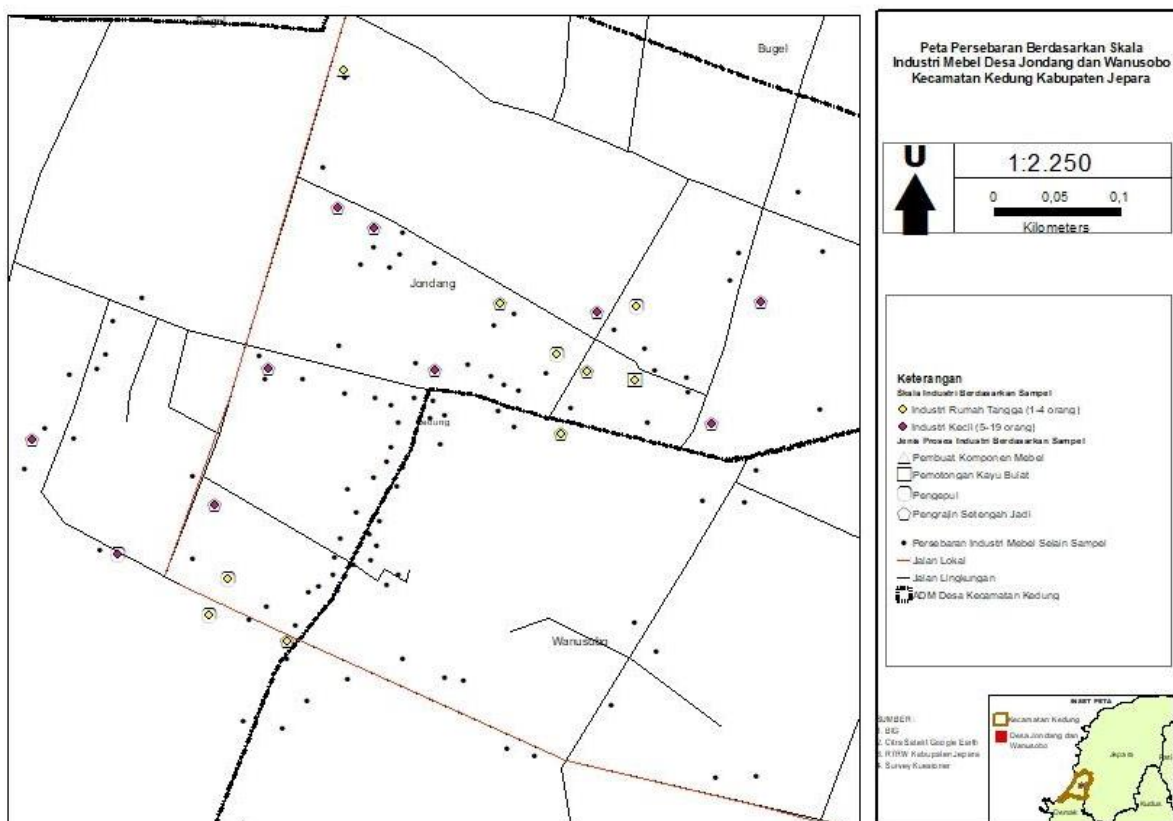 Bugel
Bugel
Jondang
Kedung
Wanusobo
Peta Persebaran Berdasarkan Skala
Industri Mebel Desa Jondang dan Wanusobo
Kecamatan Kedung Kabupaten Jepara
U
1:2.250
0 0,05 0,1
Kilometers
Keterangan
Skala Industri Berdasarkan Sampel
Industri Rumah Tangga (1-4 orang)
Industri Kecil (5-19 orang)
Jenis Proses Industri Berdasarkan Sampel
Pembuat Komponen Mebel
Pemotongan Kayu Bulat
Pengepul
Pengrajin Setengah Jadi
Persebaran Industri Mebel Selain Sampel
Jalan Lokal
Jalan Lingkungan
ADM Desa Kecamatan Kedung
SUMBER :
1. BIG
2. Citra Satelit Google Earth
3. RTRW Kabupaten Jepara
4. Survey Kuesioner
INSET PETA
Kecamatan Kedung
Desa Jondang dan
Wanusobo
Jepara
Pati
Kudus
Demak